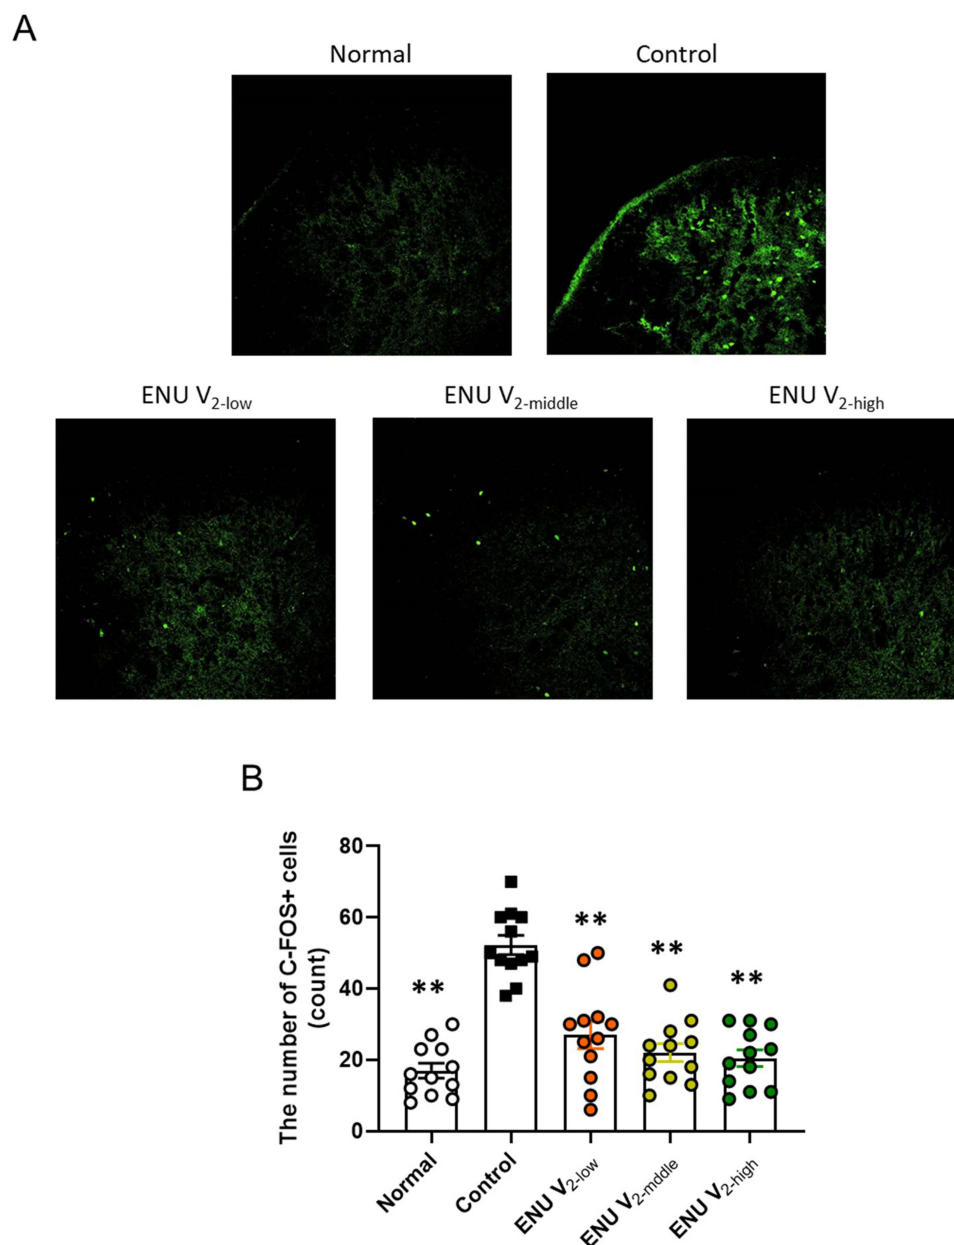 A
Normal Control
ENU V2-low ENU V2-middle ENU V2-high
B
The number of C-FOS+ cells
(count)
80
60
40
20
0
** ** ** **
Normal Control ENU V2-low ENU V2-mddle ENU V2-high